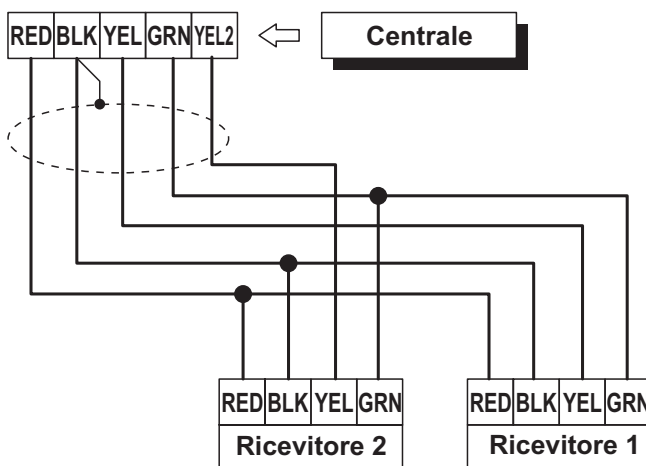 RED BLK YEL GRN YEL2
Centrale
RED BLK YEL GRN
Ricevitore 2
RED BLK YEL GRN
Ricevitore 1